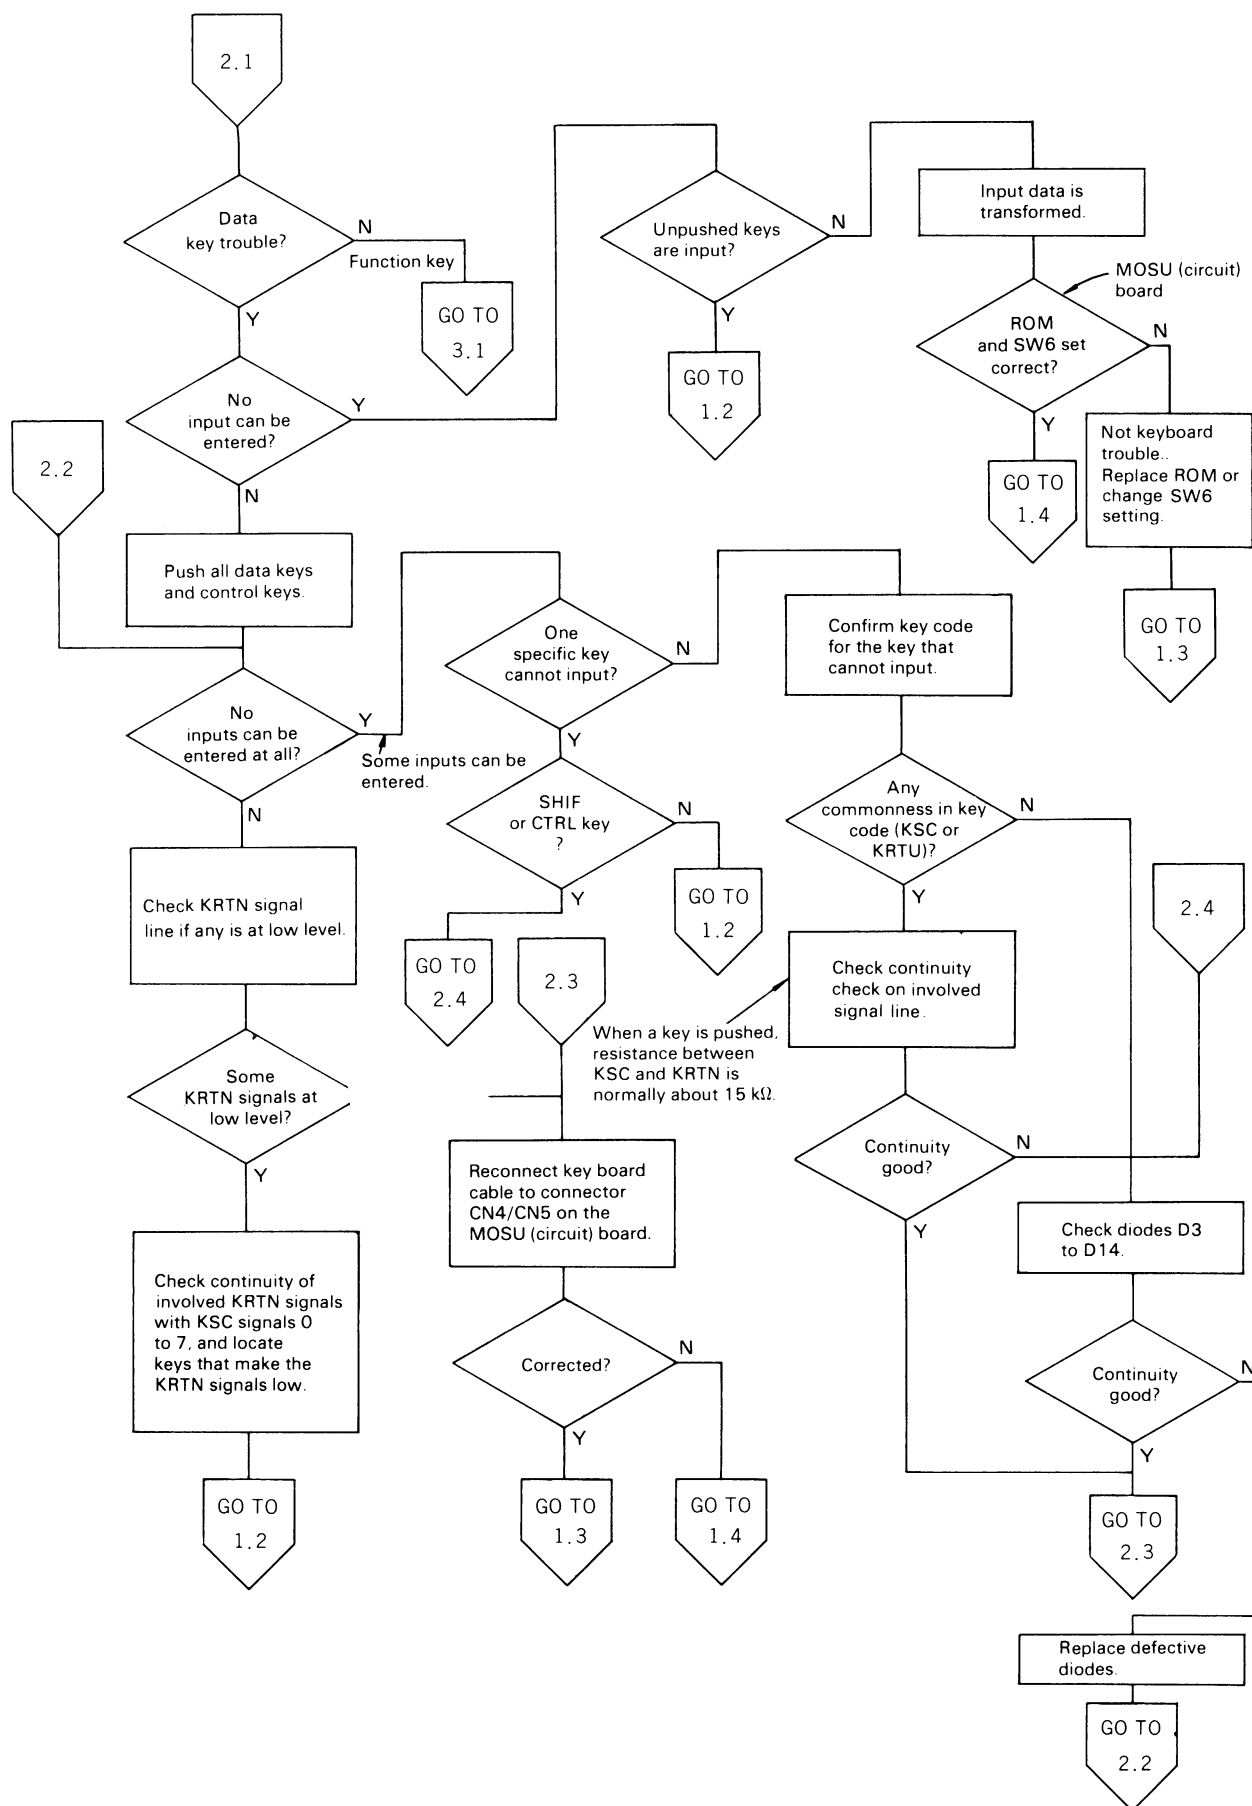 2.1
Data
key trouble?
N
Function key
Y
GO TO
3.1
No
input can be
entered?
Y
N
2.2
Push all data keys
and control keys.
No
inputs can be
entered at all?
Y
Some inputs can be
entered.
N
Check KRTN signal
line if any is at low level.
Some
KRTN signals at
low level?
Y
Check continuity of
involved KRTN signals
with KSC signals 0
to 7, and locate
keys that make the
KRTN signals low.
GO TO
1.2
Unpushed keys
are input?
N
Y
GO TO
1.2
Input data is
transformed.
MOSU (circuit)
board
ROM
and SW6 set
correct?
N
Y
GO TO
1.4
Not keyboard
trouble..
Replace ROM or
change SW6
setting.
GO TO
1.3
One
specific key
cannot input?
N
Y
SHIF
or CTRL key
?
N
Y
GO TO
1.2
GO TO
2.4
2.3
Reconnect key board
cable to connector
CN4/CN5 on the
MOSU (circuit) board.
Corrected?
N
Y
GO TO
1.3
GO TO
1.4
Confirm key code
for the key that
cannot input.
Any
commonness in key
code (KSC or
KRTU)?
N
Y
2.4
Check continuity
check on involved
signal line.
When a key is pushed,
resistance between
KSC and KRTN is
normally about 15 kΩ.
Continuity
good?
N
Y
Check diodes D3
to D14.
Continuity
good?
N
Y
GO TO
2.3
Replace defective
diodes.
GO TO
2.2